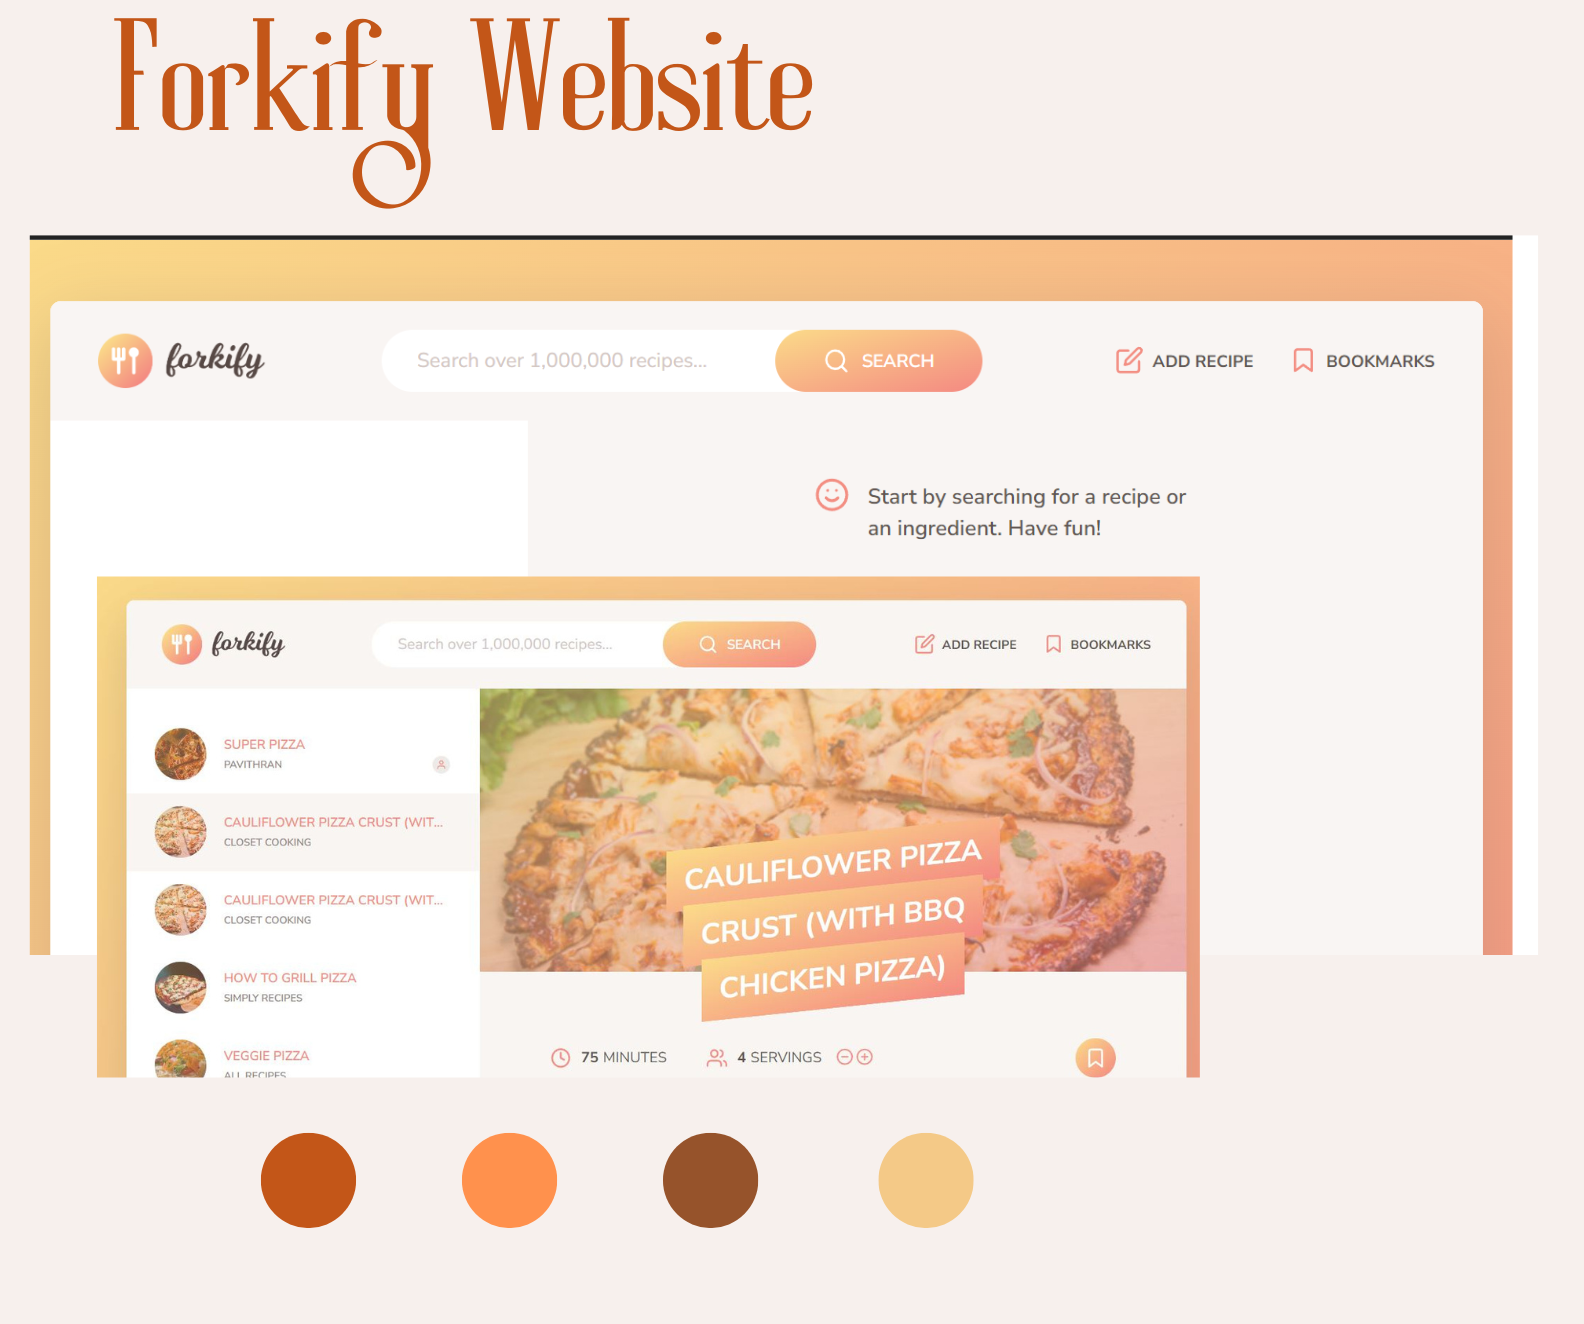 Forkify Website
forkify
Search over 1,000,000 recipes...
SEARCH
ADD RECIPE
BOOKMARKS
Start by searching for a recipe or
an ingredient. Have fun!
forkify
Search over 1,000,000 recipes...
SEARCH
ADD RECIPE
BOOKMARKS
SUPER PIZZA
PAVITHRAN
CAULIFLOWER PIZZA CRUST (WIT...
CLOSET COOKING
CAULIFLOWER PIZZA CRUST (WIT...
CLOSET COOKING
HOW TO GRILL PIZZA
SIMPLY RECIPES
VEGGIE PIZZA
ALL RECIPES
CAULIFLOWER PIZZA
CRUST (WITH BBQ
CHICKEN PIZZA)
75 MINUTES
4 SERVINGS